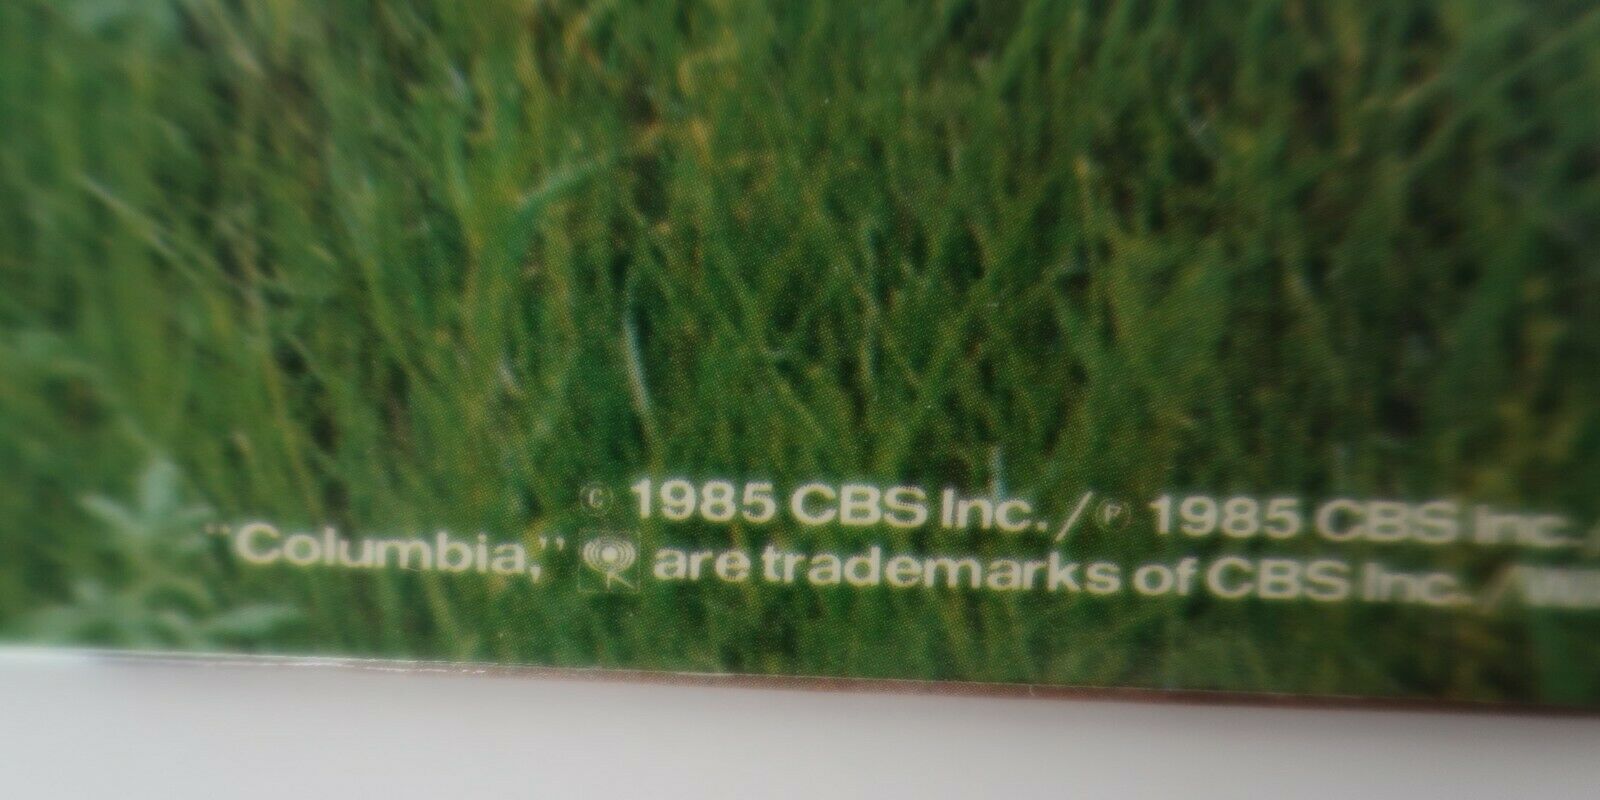 © 1985 CBS Inc./℗ 1985 CBS Inc./
"Columbia," are trademarks of CBS Inc./